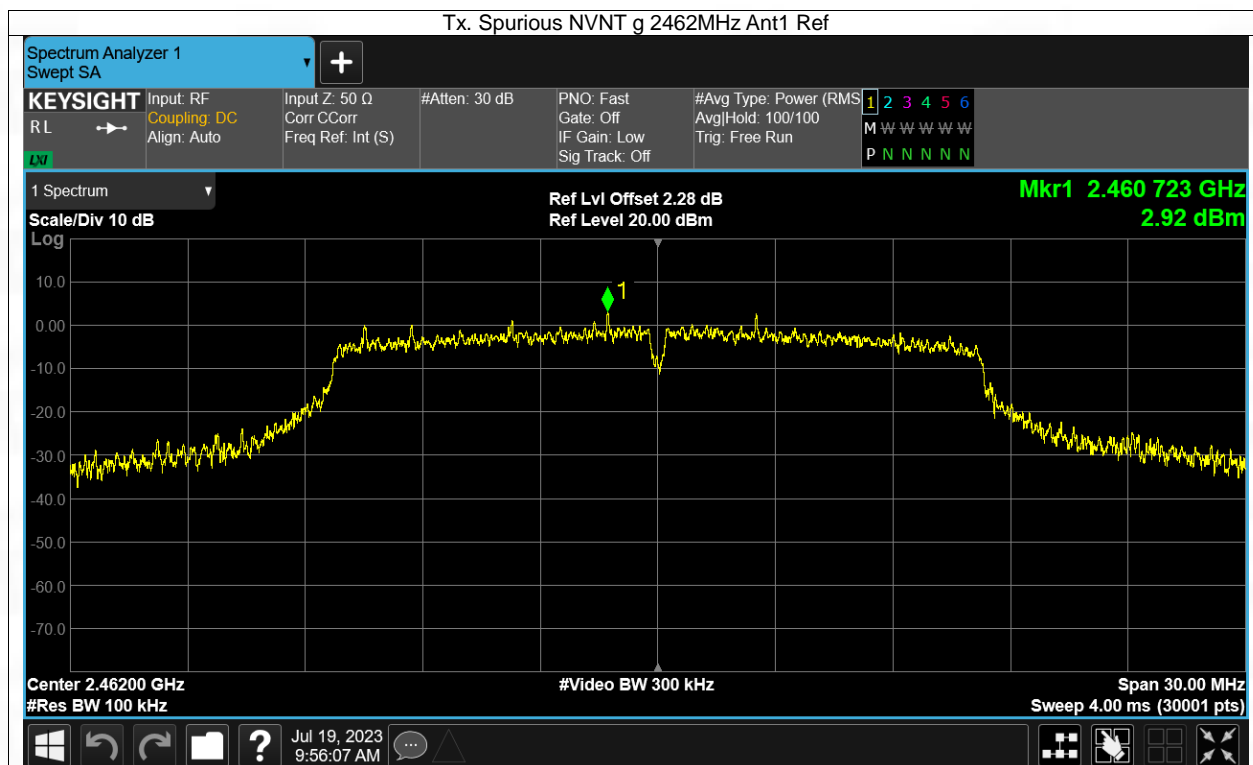 Tx. Spurious NVNT g 2462MHz Ant1 Ref
Spectrum Analyzer 1
Swept SA
KEYSIGHT
RL
LXI
Input: RF
Coupling: DC
Align: Auto
Input Z: 50 Ω
Corr CCorr
Freq Ref: Int (S)
#Atten: 30 dB
PNO: Fast
Gate: Off
IF Gain: Low
Sig Track: Off
#Avg Type: Power (RMS
Avg|Hold: 100/100
Trig: Free Run
1 2 3 4 5 6
M W W W W W
P N N N N N
1 Spectrum
Scale/Div 10 dB
Log
Ref Lvl Offset 2.28 dB
Ref Level 20.00 dBm
Mkr1 2.460 723 GHz
2.92 dBm
10.0
0.00
-10.0
-20.0
-30.0
-40.0
-50.0
-60.0
-70.0
1
Center 2.46200 GHz
#Res BW 100 kHz
#Video BW 300 kHz
Span 30.00 MHz
Sweep 4.00 ms (30001 pts)
?
Jul 19, 2023
9:56:07 AM